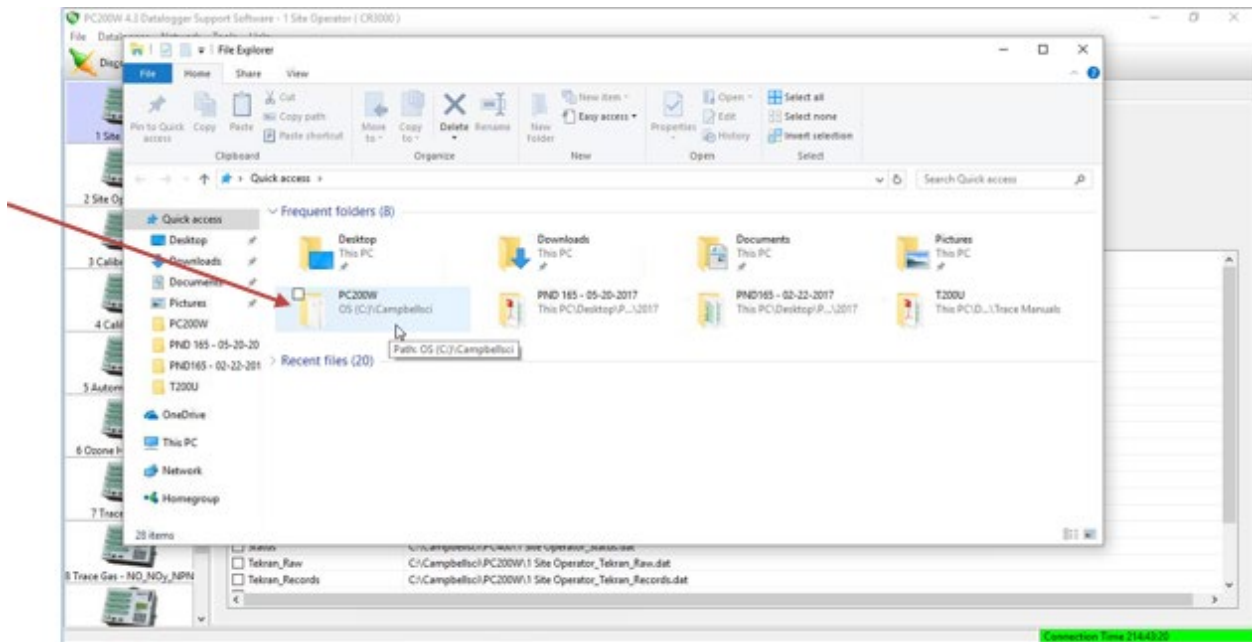 PC200W 4.3 Datalogger Support Software - 1 Site Operator ( CR3000 )
File Network Tools Help
File Explorer
File Home Share View
Pin to Quick access
Copy
Paste
Cut
Copy path
Paste shortcut
Move to
Copy to
Delete
Rename
New Folder
New item
Easy access
Properties
Open
Edit
History
Select all
Select none
Invert selection
Clipboard Organize New Open Select
Quick access
Search Quick access
Quick access
Desktop
Downloads
Documents
Pictures
PC200W
PND 165 - 05-20-20
PND165 - 02-22-201
T200U
OneDrive
This PC
Network
Homegroup
28 items
Frequent folders (8)
Desktop
This PC
Downloads
This PC
Documents
This PC
Pictures
This PC
PC200W
OS (C:)\Campbellsci
PND 165 - 05-20-2017
This PC\Desktop\P...\2017
PND165 - 02-22-2017
This PC\Desktop\P...\2017
T200U
This PC\D...\Trace Manuals
Path: OS (C:)\Campbellsci
Recent files (20)
1 Site
2 Site Op
3 Calib
4 Cali
5 Autom
6 Ozone H
7 Trace
8 Trace Gas - NO_NOy_NPN
Tekran_Raw C:\Campbellsci\PC200W\1 Site Operator_Tekran_Raw.dat
Tekran_Records C:\Campbellsci\PC200W\1 Site Operator_Tekran_Records.dat
Connection Time 214:43:20